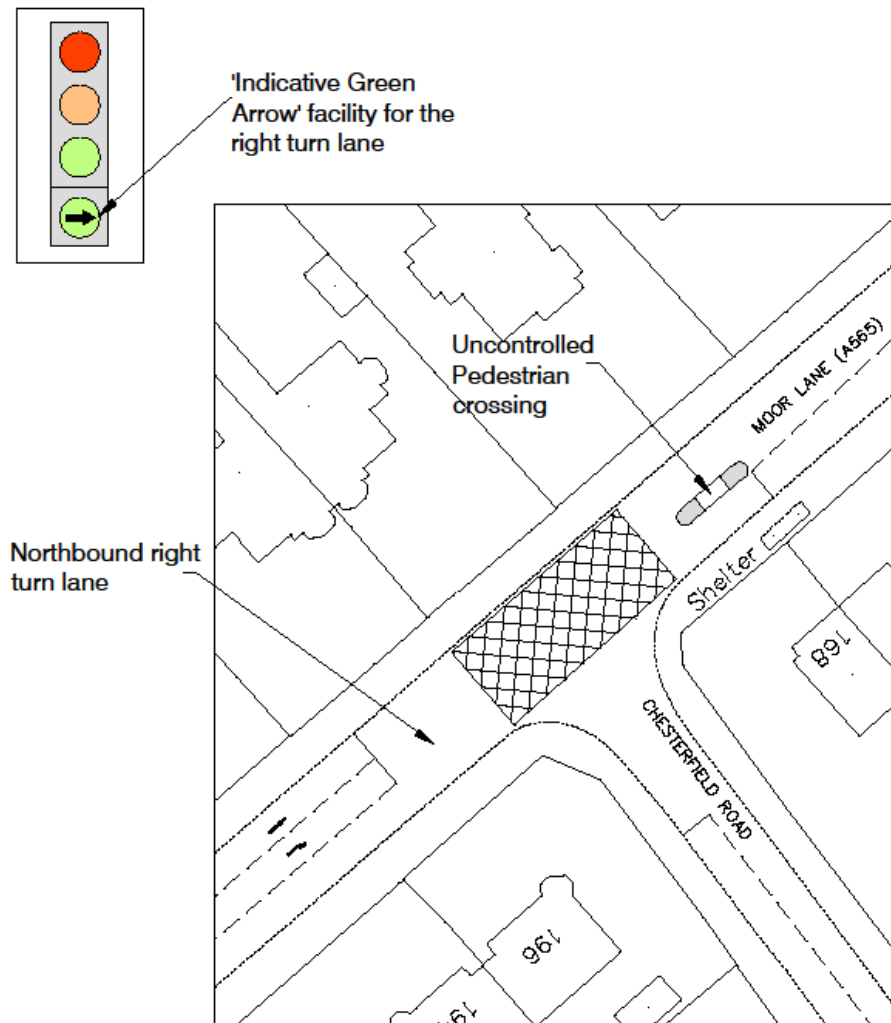 'Indicative Green
Arrow' facility for the
right turn lane
Uncontrolled
Pedestrian
crossing
MOOR LANE (A565)
Northbound right
turn lane
Shelter
168
CHESTERFIELD ROAD
196